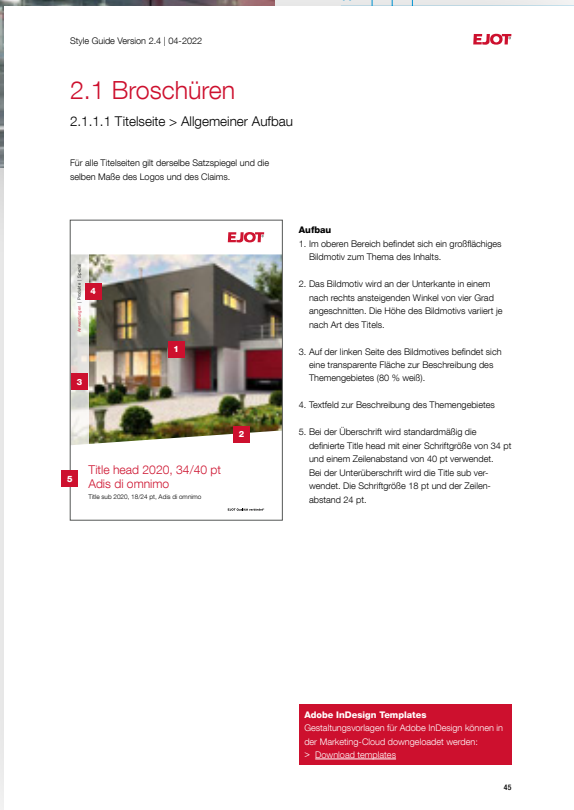 Style Guide Version 2.4 | 04-2022
EJOT
2.1 Broschüren
2.1.1.1 Titelseite > Allgemeiner Aufbau
Für alle Titelseiten gilt derselbe Satzspiegel und die
selben Maße des Logos und des Claims.
EJOT
Anwendungen | Produkte | Spezial
4
1
3
2
5
Title head 2020, 34/40 pt
Adis di omnimo
Title sub 2020, 18/24 pt, Adis di omnimo
EJOT Qualität verbindet®
Aufbau
1. Im oberen Bereich befindet sich ein großflächiges
Bildmotiv zum Thema des Inhalts.
2. Das Bildmotiv wird an der Unterkante in einem
nach rechts ansteigenden Winkel von vier Grad
angeschnitten. Die Höhe des Bildmotivs variiert je
nach Art des Titels.
3. Auf der linken Seite des Bildmotives befindet sich
eine transparente Fläche zur Beschreibung des
Themengebietes (80 % weiß).
4. Textfeld zur Beschreibung des Themengebietes
5. Bei der Überschrift wird standardmäßig die
definierte Title head mit einer Schriftgröße von 34 pt
und einem Zeilenabstand von 40 pt verwendet.
Bei der Unterüberschrift wird die Title sub ver-
wendet. Die Schriftgröße 18 pt und der Zeilen-
abstand 24 pt.
Adobe InDesign Templates
Gestaltungsvorlagen für Adobe InDesign können in
der Marketing-Cloud downgeloadet werden:
> Download templates
45